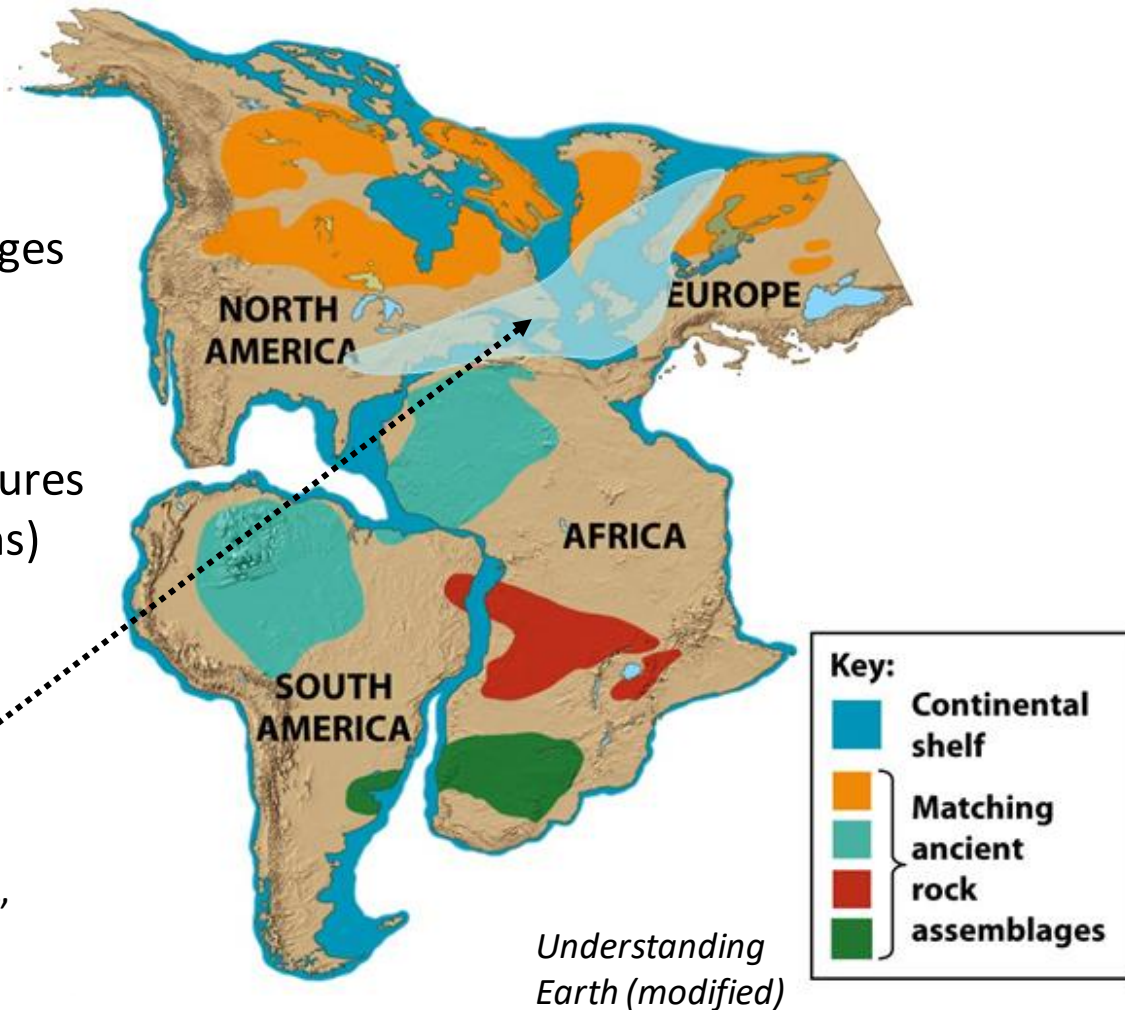 ges
NORTH
AMERICA
EUROPE
ures
ns)
AFRICA
SOUTH
AMERICA
,
Key:
Continental
shelf
Matching
ancient
rock
assemblages
Understanding
Earth (modified)